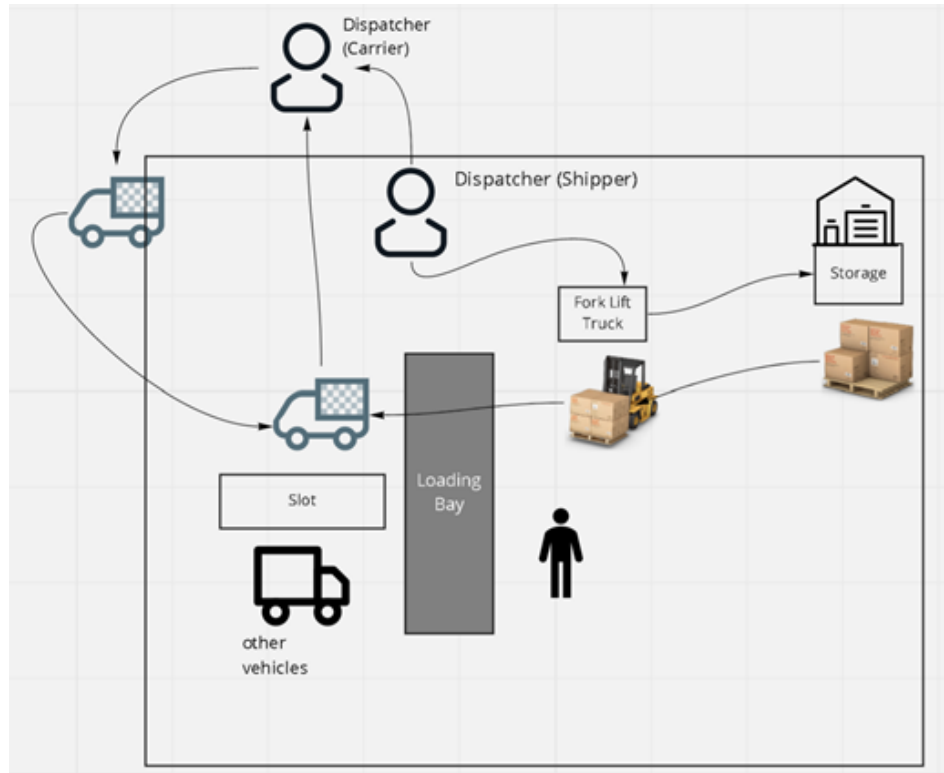 Dispatcher
(Carrier)
Dispatcher (Shipper)
Storage
Fork Lift
Truck
Loading
Bay
Slot
other
vehicles